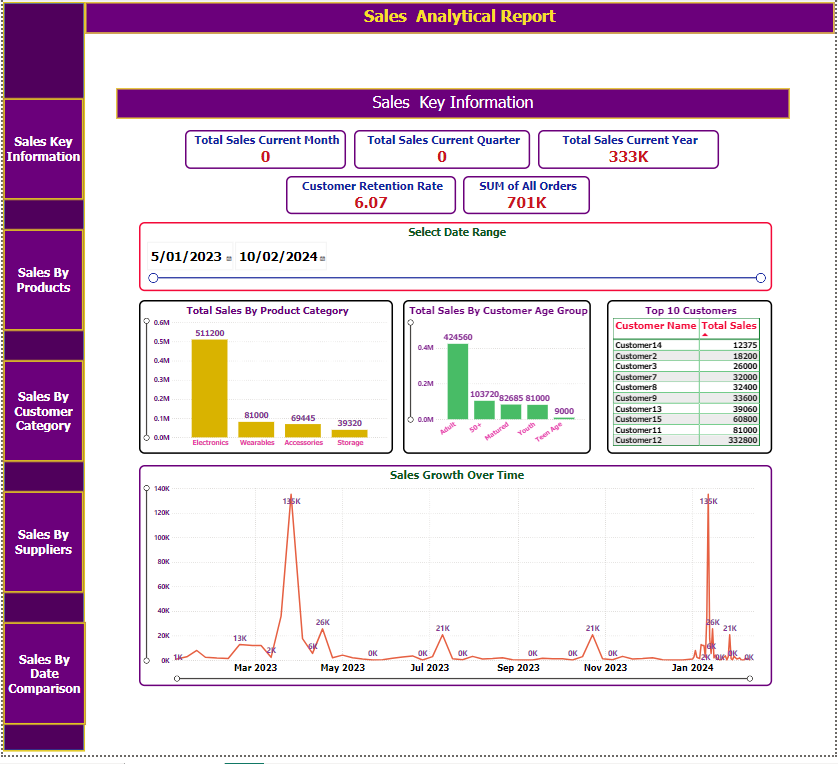 Sales Analytical Report
Sales Key Information
Sales By Products
Sales By Customer Category
Sales By Suppliers
Sales By Date Comparison
Sales Key Information
Total Sales Current Month
0
Total Sales Current Quarter
0
Total Sales Current Year
333K
Customer Retention Rate
6.07
SUM of All Orders
701K
Select Date Range
5/01/2023 10/02/2024
Total Sales By Product Category
0.6M
0.5M
0.4M
0.3M
0.3M
0.2M
0.1M
0.0M
511200
81000
69445
39320
Electronics Wearables Accessories Storage
Total Sales By Customer Age Group
0.4M
0.2M
0.0M
424560
103720
82685
81000
9000
Adult 50+ Matured Youth Teen Age
Top 10 Customers
Customer Name Total Sales
Customer14 12375
Customer2 18200
Customer3 26000
Customer7 32000
Customer8 32400
Customer9 33600
Customer13 39060
Customer15 60800
Customer11 81000
Customer12 332800
Sales Growth Over Time
140K
120K
100K
80K
60K
40K
20K
0K
1K 13K 2K 135K 6K 26K 0K 0K 21K 0K 0K 0K 21K 0K 135K 2K 6K 26K 0K 21K 0K 0K
Mar 2023 May 2023 Jul 2023 Sep 2023 Nov 2023 Jan 2024